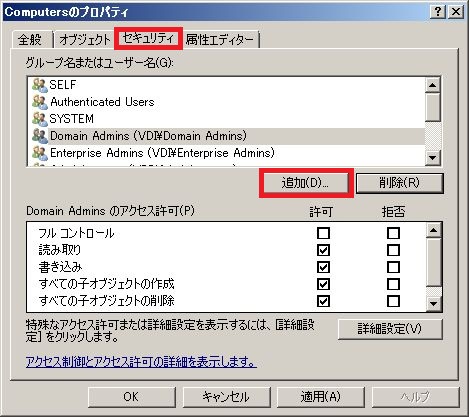 Computersのプロパティ
全般 オブジェクト セキュリティ 属性エディター
グループ名またはユーザー名(G):
SELF
Authenticated Users
SYSTEM
Domain Admins (VDI¥Domain Admins)
Enterprise Admins (VDI¥Enterprise Admins)
追加(D)... 削除(R)
Domain Admins のアクセス許可(P) 許可 拒否
フル コントロール
読み取り
書き込み
すべての子オブジェクトの作成
すべての子オブジェクトの削除
特殊なアクセス許可または詳細設定を表示するには、[詳細設
定] をクリックします。
詳細設定(V)
アクセス制御とアクセス許可の詳細を表示します。
OK キャンセル 適用(A) ヘルプ